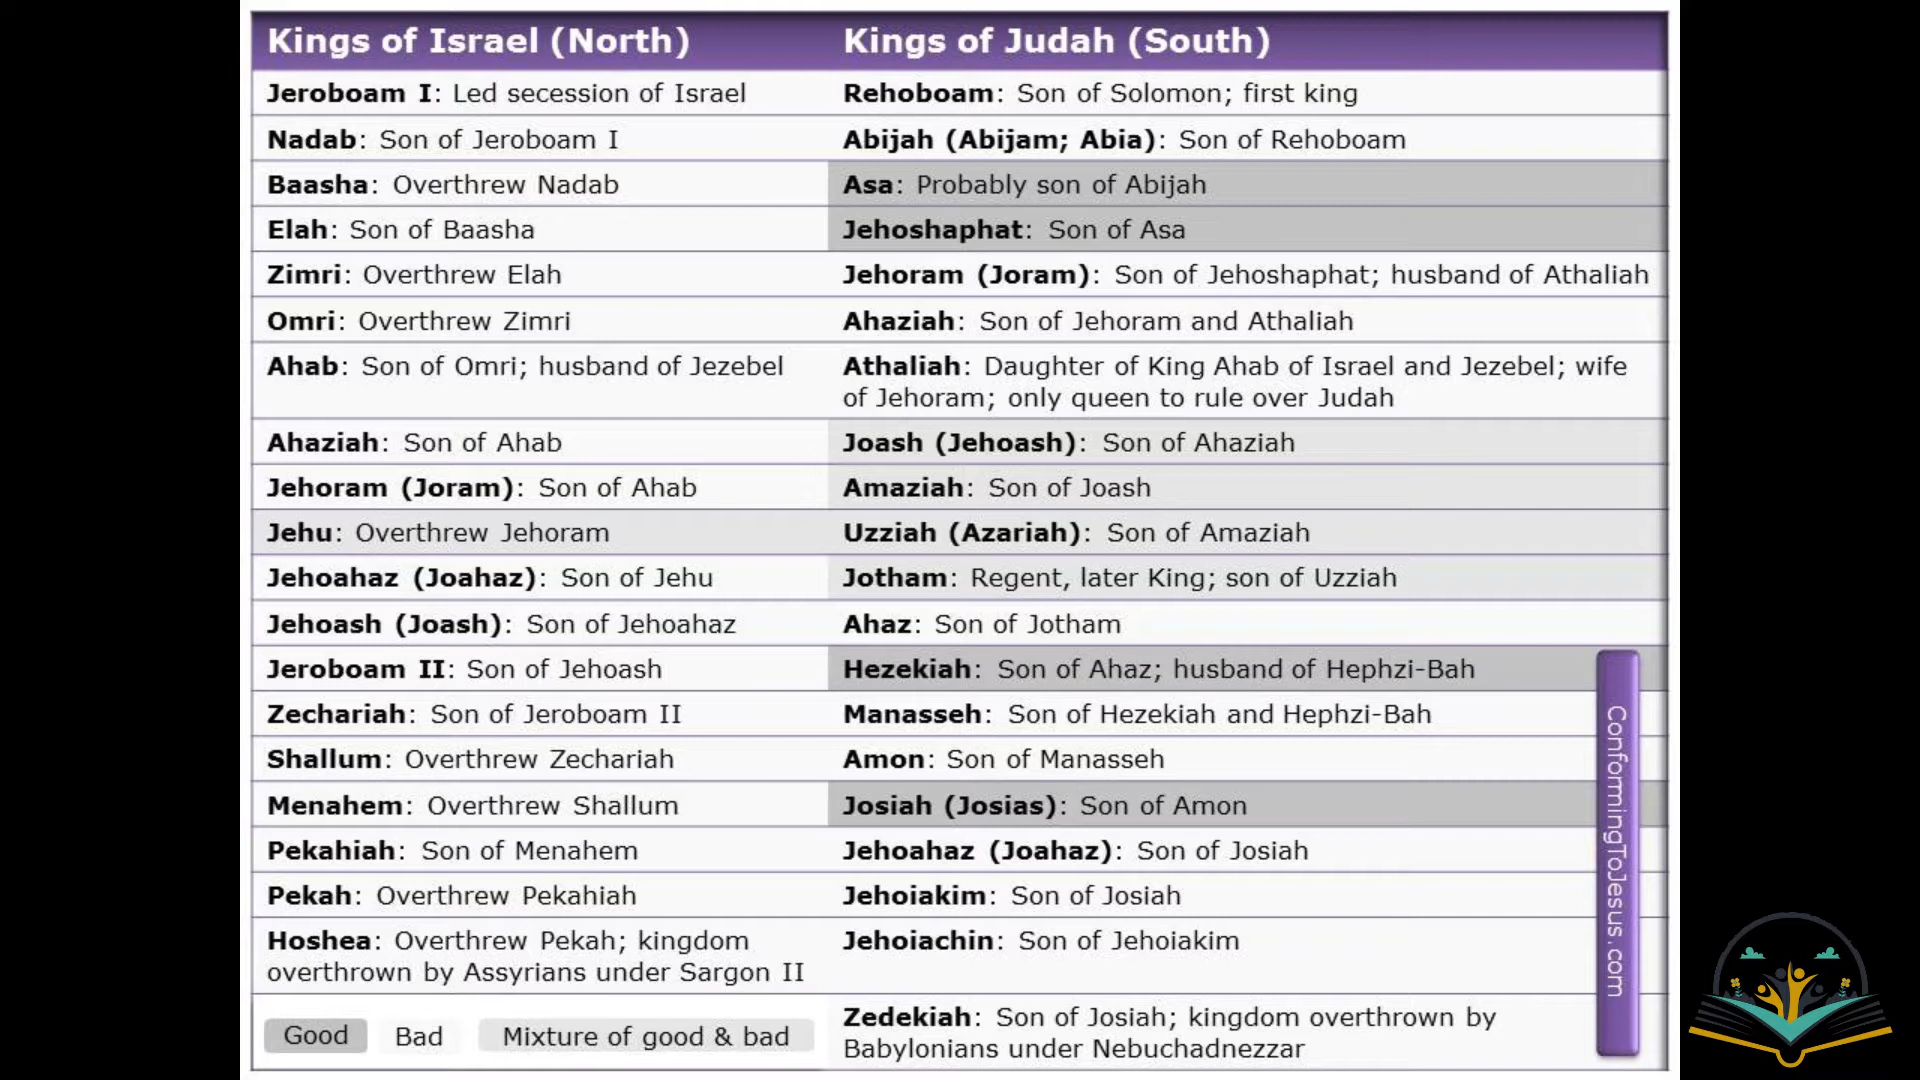 Kings of Israel (North)
Kings of Judah (South)
Jeroboam I: Led secession of Israel
Rehoboam: Son of Solomon; first king
Nadab: Son of Jeroboam I
Abijah (Abijam; Abia): Son of Rehoboam
Baasha: Overthrew Nadab
Asa: Probably son of Abijah
Elah: Son of Baasha
Jehoshaphat: Son of Asa
Zimri: Overthrew Elah
Jehoram (Joram): Son of Jehoshaphat; husband of Athaliah
Omri: Overthrew Zimri
Ahaziah: Son of Jehoram and Athaliah
Ahab: Son of Omri; husband of Jezebel
Athaliah: Daughter of King Ahab of Israel and Jezebel; wife
of Jehoram; only queen to rule over Judah
Ahaziah: Son of Ahab
Joash (Jehoash): Son of Ahaziah
Jehoram (Joram): Son of Ahab
Amaziah: Son of Joash
Jehu: Overthrew Jehoram
Uzziah (Azariah): Son of Amaziah
Jehoahaz (Joahaz): Son of Jehu
Jotham: Regent, later King; son of Uzziah
Jehoash (Joash): Son of Jehoahaz
Ahaz: Son of Jotham
Jeroboam II: Son of Jehoash
Hezekiah: Son of Ahaz; husband of Hephzi-Bah
Zechariah: Son of Jeroboam II
Manasseh: Son of Hezekiah and Hephzi-Bah
Shallum: Overthrew Zechariah
Amon: Son of Manasseh
Menahem: Overthrew Shallum
Josiah (Josias): Son of Amon
Pekahiah: Son of Menahem
Jehoahaz (Joahaz): Son of Josiah
Pekah: Overthrew Pekahiah
Jehoiakim: Son of Josiah
Hoshea: Overthrew Pekah; kingdom
overthrown by Assyrians under Sargon II
Jehoiachin: Son of Jehoiakim
Good
Bad
Mixture of good & bad
Zedekiah: Son of Josiah; kingdom overthrown by
Babylonians under Nebuchadnezzar
ConformingToJesus.com